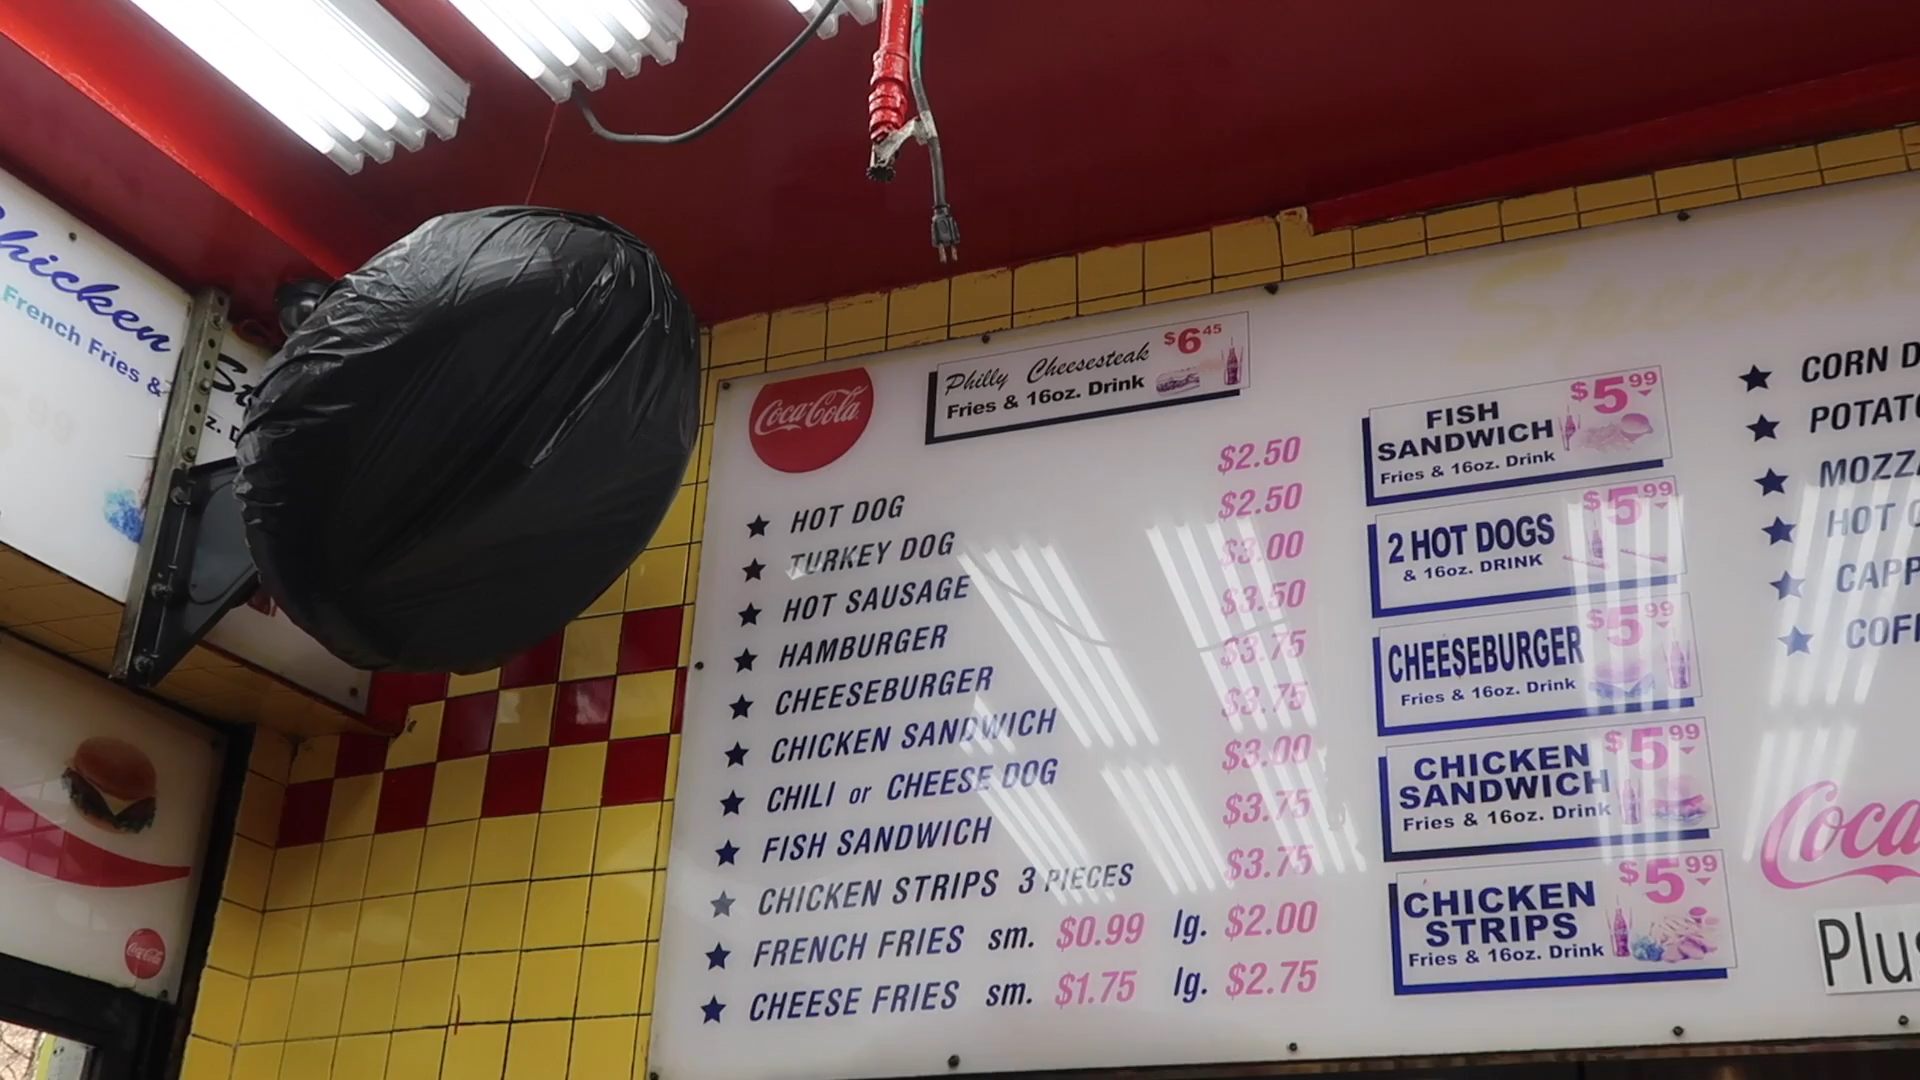 hicken
French Fries &
Coca-Cola
Coca-Cola
Philly Cheesesteak $6.45
Fries & 16oz. Drink
HOT DOG $2.50
TURKEY DOG $2.50
HOT SAUSAGE $3.00
HAMBURGER $3.50
CHEESEBURGER $3.75
CHICKEN SANDWICH $3.75
CHILI or CHEESE DOG $3.00
FISH SANDWICH $3.75
CHICKEN STRIPS 3 PIECES $3.75
FRENCH FRIES sm. $0.99 lg. $2.00
CHEESE FRIES sm. $1.75 lg. $2.75
FISH $5.99
SANDWICH
Fries & 16oz. Drink
2 HOT DOGS $5.99
& 16oz. DRINK
CHEESEBURGER $5.99
Fries & 16oz. Drink
CHICKEN $5.99
SANDWICH
Fries & 16oz. Drink
CHICKEN $5.99
STRIPS
Fries & 16oz. Drink
CORN D
POTATO
MOZZA
HOT
CAPP
COFF
Coca
Plus